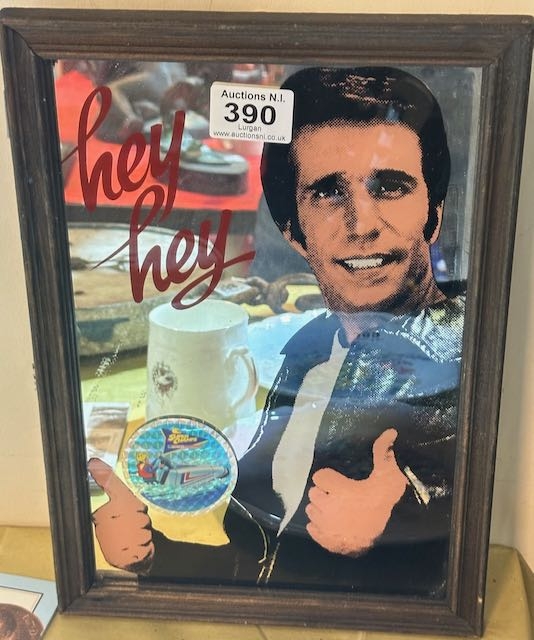 Auctions N.I.
390
Lurgan
www.auctionsni.co.uk
hey
hey